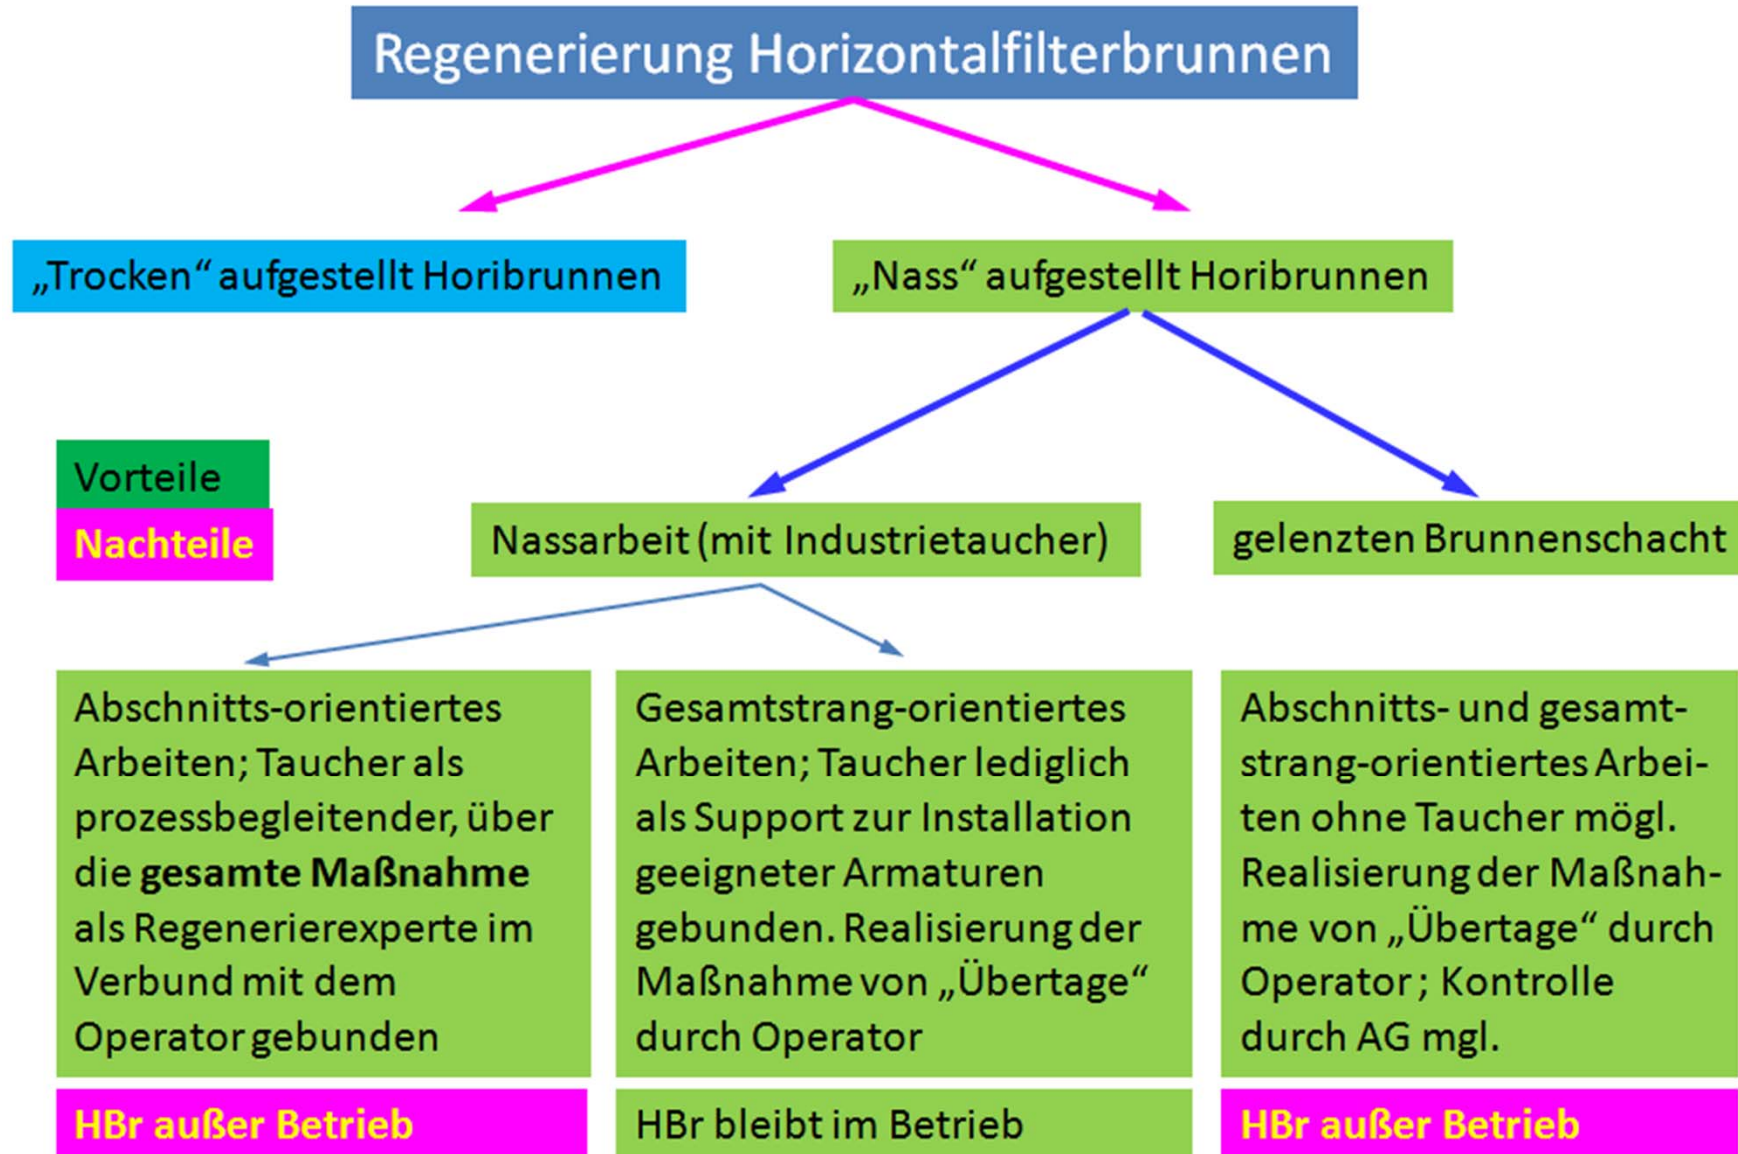 Regenerierung Horizontalfilterbrunnen
„Trocken“ aufgestellt Horibrunnen
„Nass“ aufgestellt Horibrunnen
Vorteile
Nachteile
Nassarbeit (mit Industrietaucher)
gelenzten Brunnenschacht
Abschnitts-orientiertes
Arbeiten; Taucher als
prozessbegleitender, über
die gesamte Maßnahme
als Regenerierexperte im
Verbund mit dem
Operator gebunden
HBr außer Betrieb
Gesamtstrang-orientiertes
Arbeiten; Taucher lediglich
als Support zur Installation
geeigneter Armaturen
gebunden. Realisierung der
Maßnahme von „Übertage“
durch Operator
HBr bleibt im Betrieb
Abschnitts- und gesamt-
strang-orientiertes Arbei-
ten ohne Taucher mögl.
Realisierung der Maßnah-
me von „Übertage“ durch
Operator ; Kontrolle
durch AG mgl.
HBr außer Betrieb